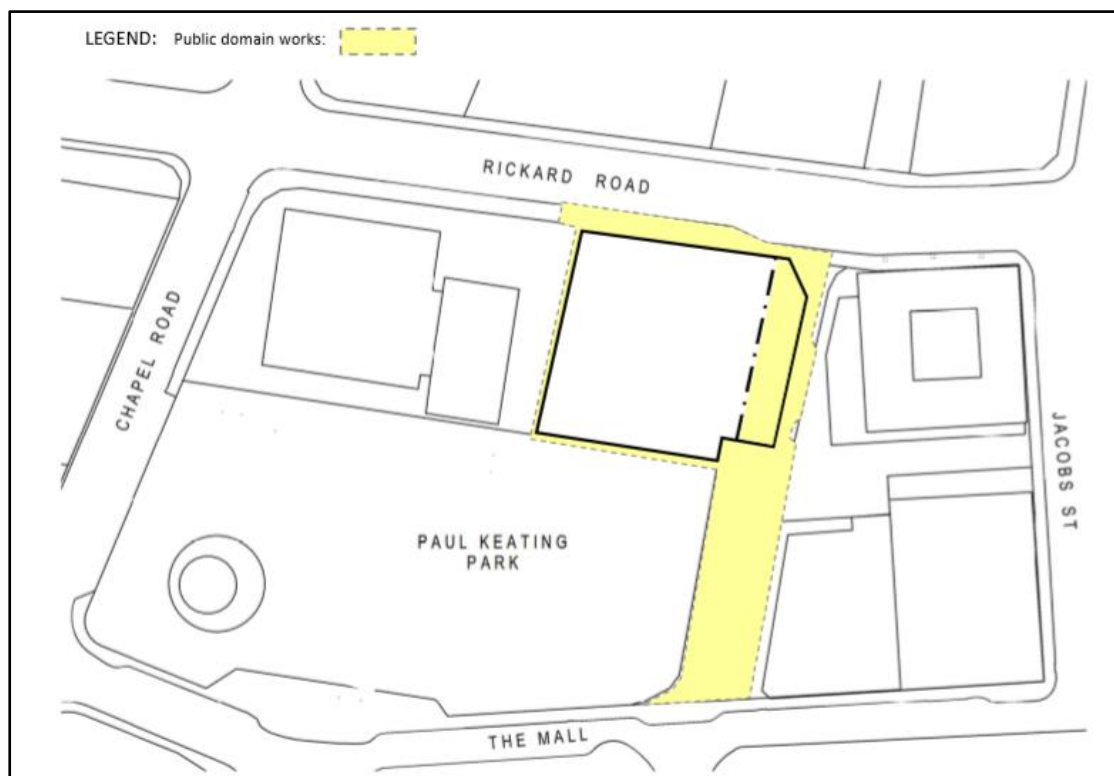 LEGEND: Public domain works:
RICKARD ROAD
CHAPEL ROAD
JACOBS ST
PAUL KEATING
PARK
THE MALL